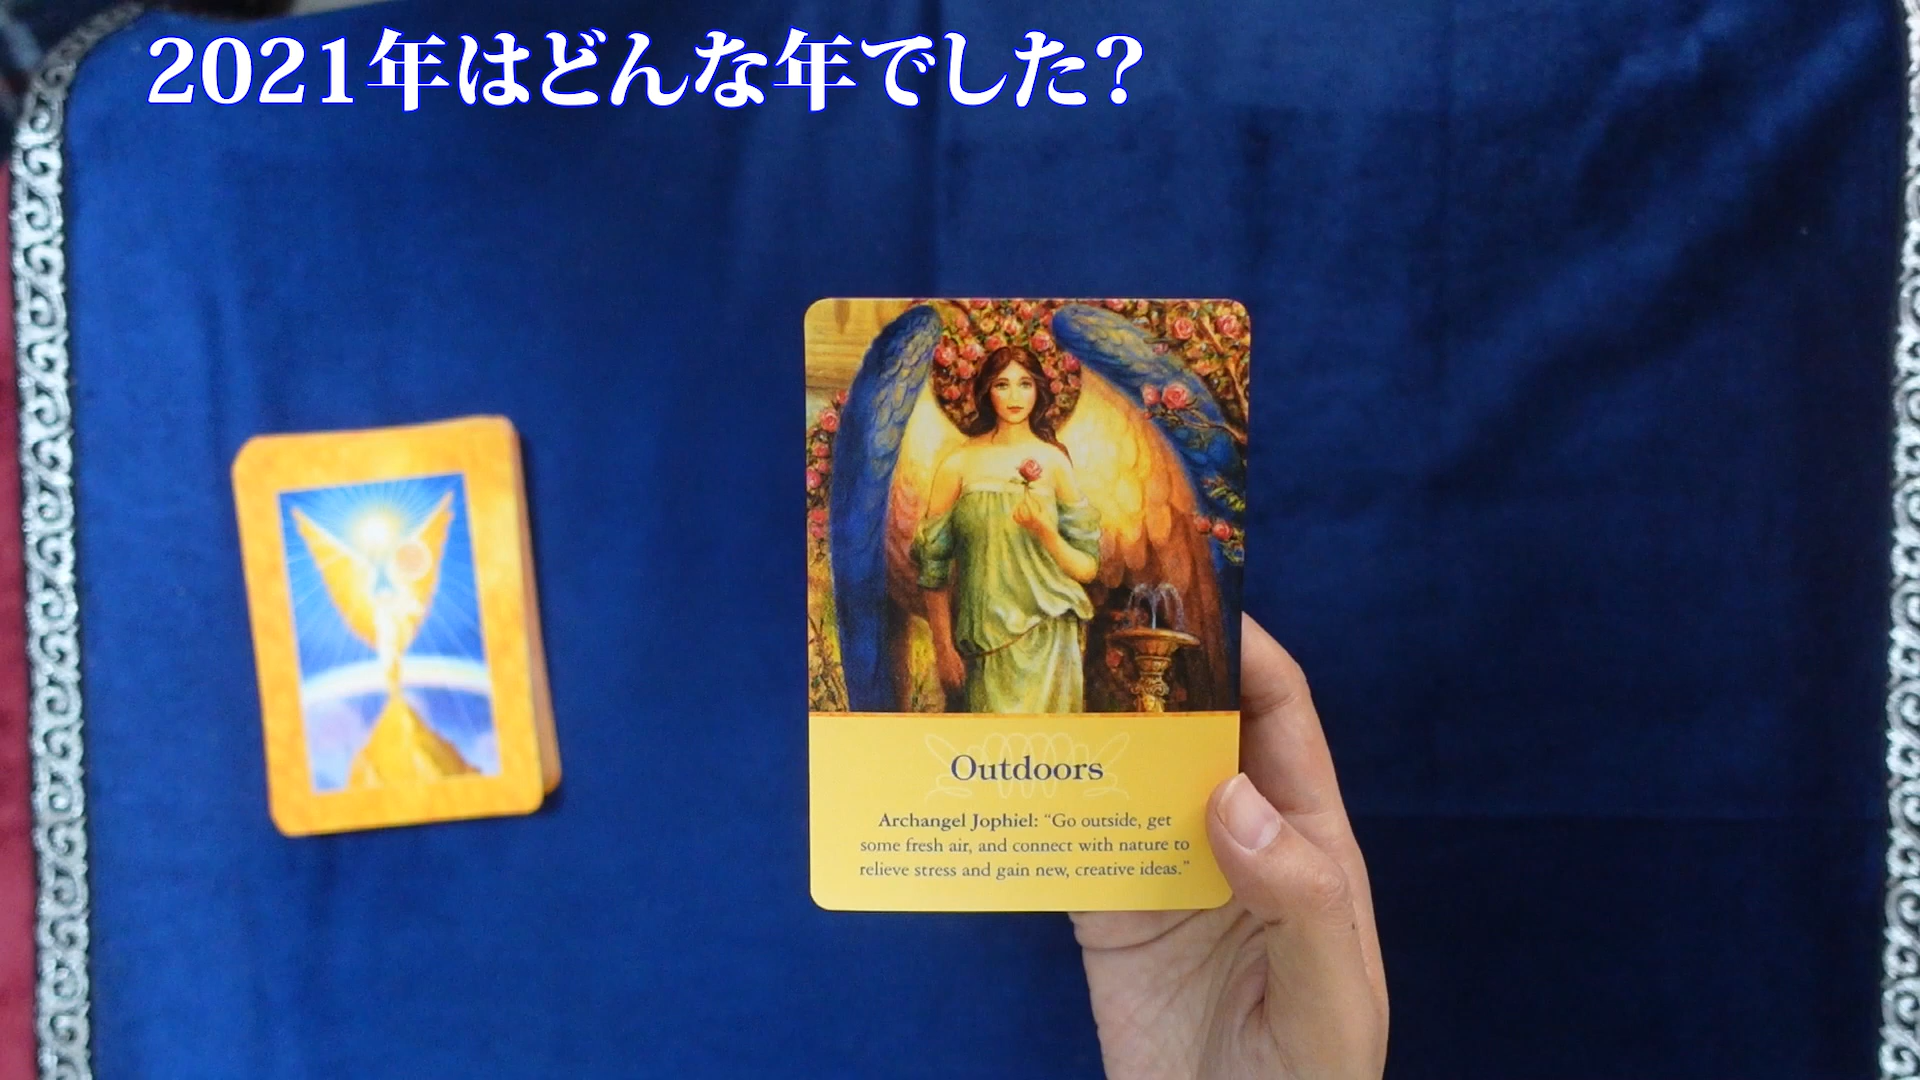 2021年はどんな年でした?
Outdoors
Archangel Jophiel: “Go outside, get
some fresh air, and connect with nature to
relieve stress and gain new, creative ideas.”